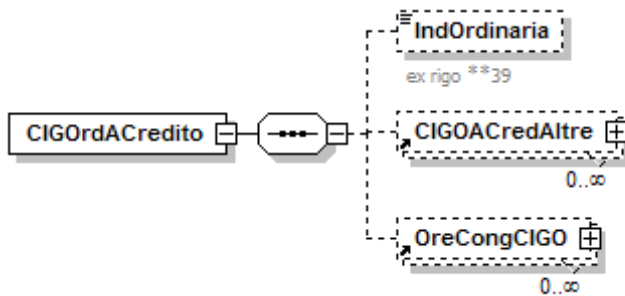 IndOrdinaria
ex rigo **39
CIGOrdACredito
CIGOACredAltre
0..∞
OreCongCIGO
0..∞